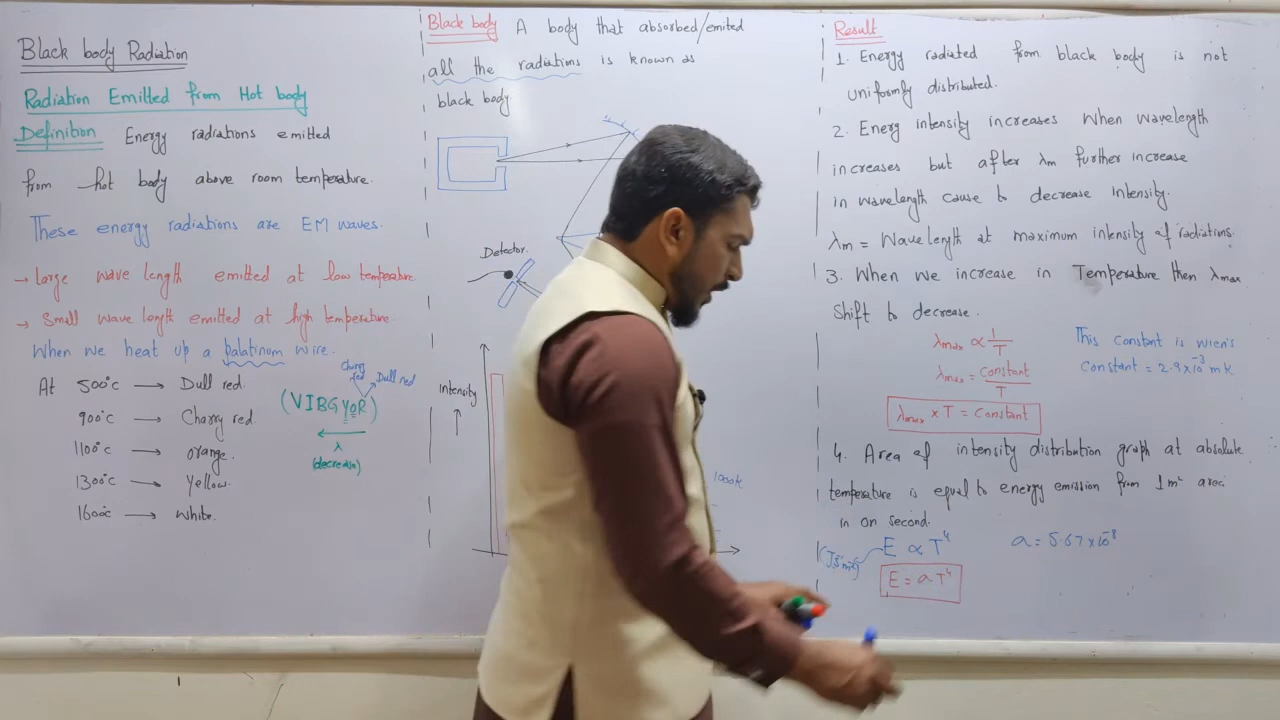 Black body Radiation
Radiation Emitted from Hot body
Definition Energy radiations emitted
from hot body above room temperature.
These energy radiations are EM waves.
→ Large wave length emitted at low temperature
→ Small wave length emitted at high temperature.
When we heat up a palatinum wire.
At 500°c → Dull red.
900°c → Charry red
1100°c → orange.
1300°c → Yellow.
1600°c → White.
Charry red
Dull red
(VIBGYOR)
λ
(decrease)
Black body A body that absorbed/emited
all the radiations is known as
black body
Detector.
Intensity
1000k
Result
1. Energy radiated from black body is not
uniformly distributed.
2. Energ intensity increases when wavelength
increases but after λm further increase
in wavelength cause to decrease intensity.
λm = Wavelength at maximum intensity of radiations.
3. When we increase in Temperature then λmax
Shift to decrease.
λmax ∝ 1/T
λmax = constant/T
λmax × T = Constant
This constant is wien's
Constant = 2.9×10⁻³ mk
4. Area of intensity distribution graph at absolute
temperature is equal to energy emission from 1m² area
in on second.
E ∝ T⁴
a = 5.67×10⁻⁸
E = aT⁴